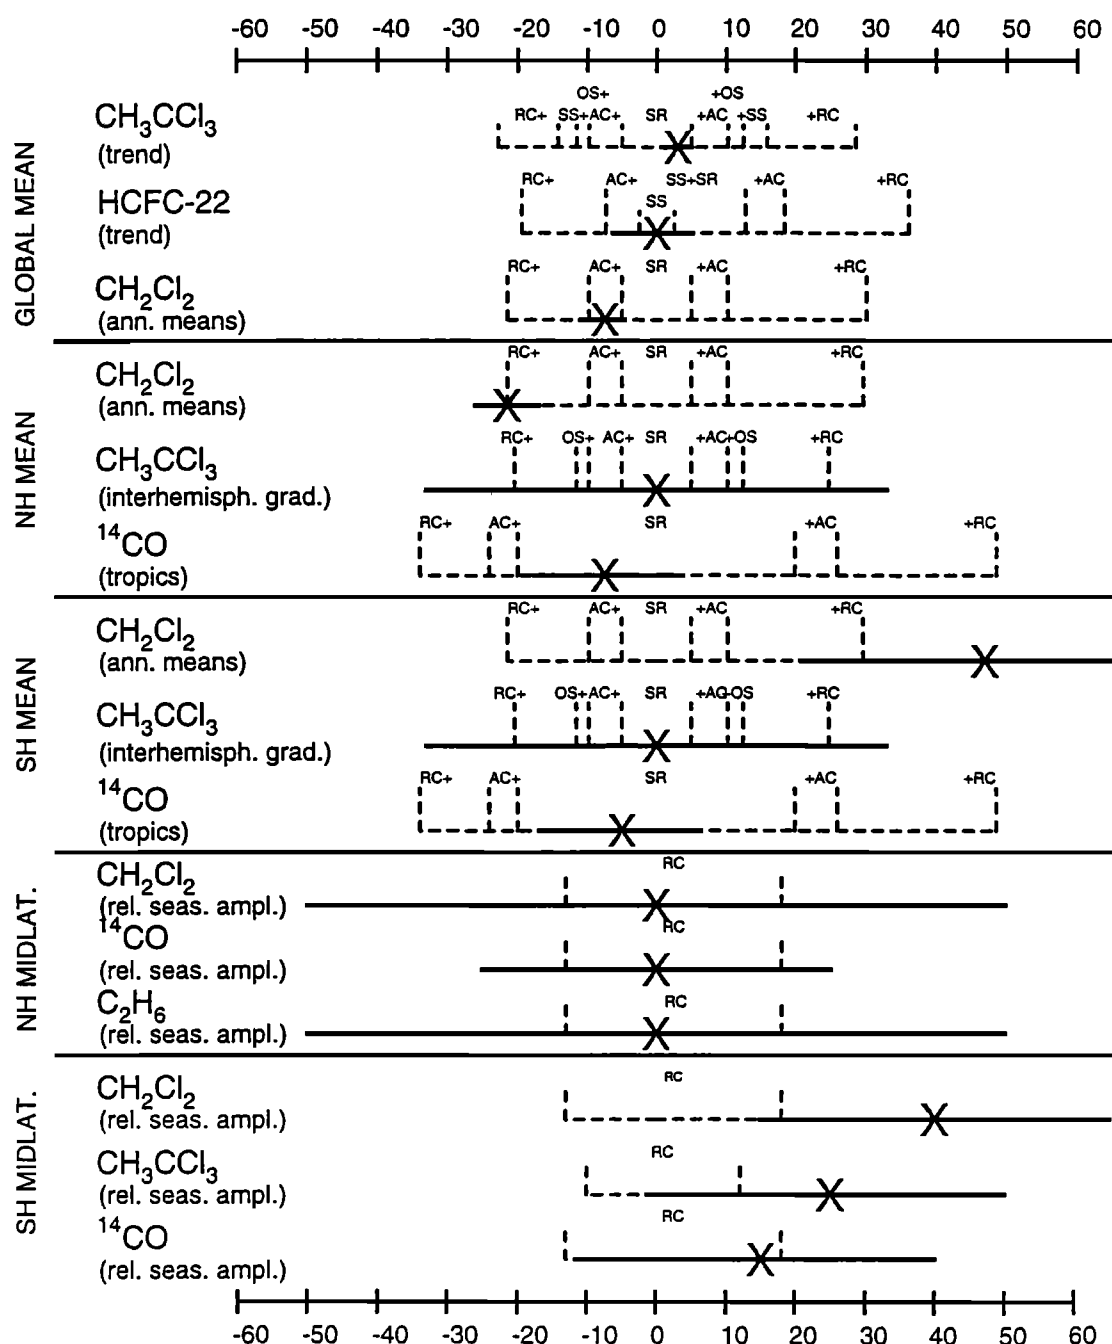 -60 -50 -40 -30 -20 -10 0 10 20 30 40 50 60
GLOBAL MEAN
OS+ +OS
CH3CCl3 RC+ SS+ AC+ SR +AC +SS +RC
(trend)
HCFC-22 RC+ AC+ SS+SR +AC +RC
SS
(trend)
CH2Cl2 RC+ AC+ SR +AC +RC
(ann. means)
NH MEAN
CH2Cl2 RC+ AC+ SR +AC +RC
(ann. means)
CH3CCl3 RC+ OS+ AC+ SR +AC+OS +RC
(interhemisph. grad.)
14CO RC+ AC+ SR +AC +RC
(tropics)
SH MEAN
CH2Cl2 RC+ AC+ SR +AC +RC
(ann. means)
CH3CCl3 RC+ OS+ AC+ SR +AC+OS +RC
(interhemisph. grad.)
14CO RC+ AC+ SR +AC +RC
(tropics)
NH MIDLAT.
CH2Cl2 RC
(rel. seas. ampl.)
14CO RC
(rel. seas. ampl.)
C2H6 RC
(rel. seas. ampl.)
SH MIDLAT.
CH2Cl2 RC
(rel. seas. ampl.)
CH3CCl3 RC
(rel. seas. ampl.)
14CO RC
(rel. seas. ampl.)
-60 -50 -40 -30 -20 -10 0 10 20 30 40 50 60